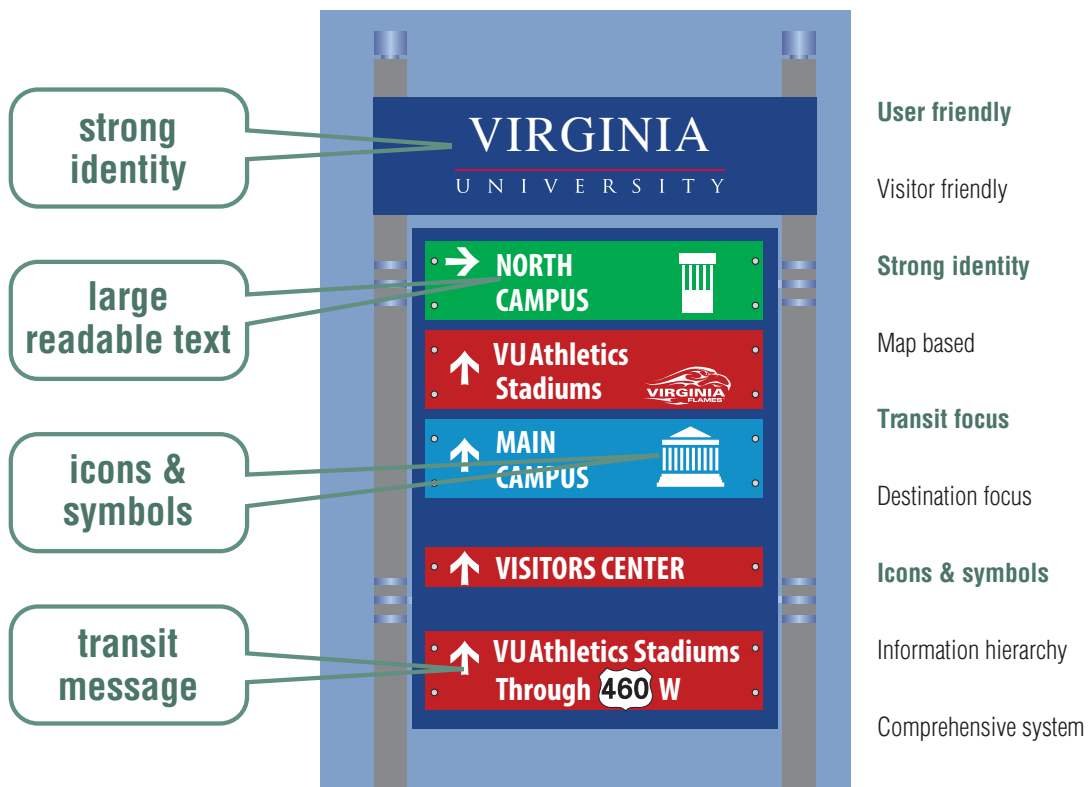 strong
identity
large
readable text
icons &
symbols
transit
message
VIRGINIA
UNIVERSITY
NORTH
CAMPUS
VU Athletics
Stadiums
VIRGINIA
FLAMES
MAIN
CAMPUS
VISITORS CENTER
VU Athletics Stadiums
Through 460 W
User friendly
Visitor friendly
Strong identity
Map based
Transit focus
Destination focus
Icons & symbols
Information hierarchy
Comprehensive system